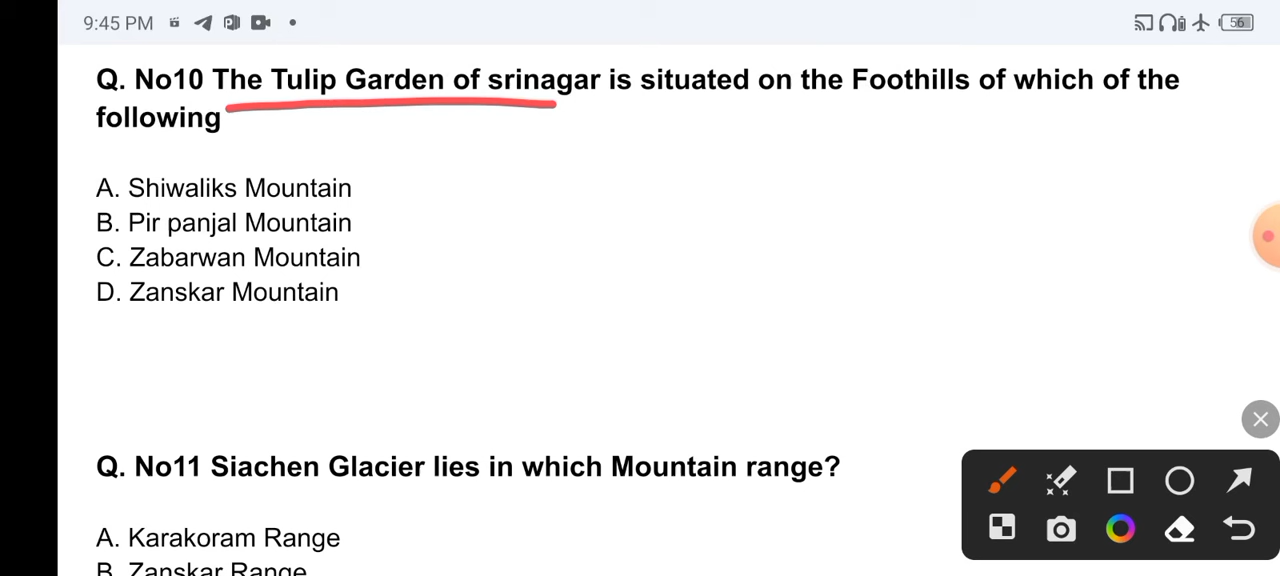 9:45 PM
56
Q. No10 The Tulip Garden of srinagar is situated on the Foothills of which of the
following
A. Shiwaliks Mountain
B. Pir panjal Mountain
C. Zabarwan Mountain
D. Zanskar Mountain
Q. No11 Siachen Glacier lies in which Mountain range?
A. Karakoram Range
B. Zanskar Range